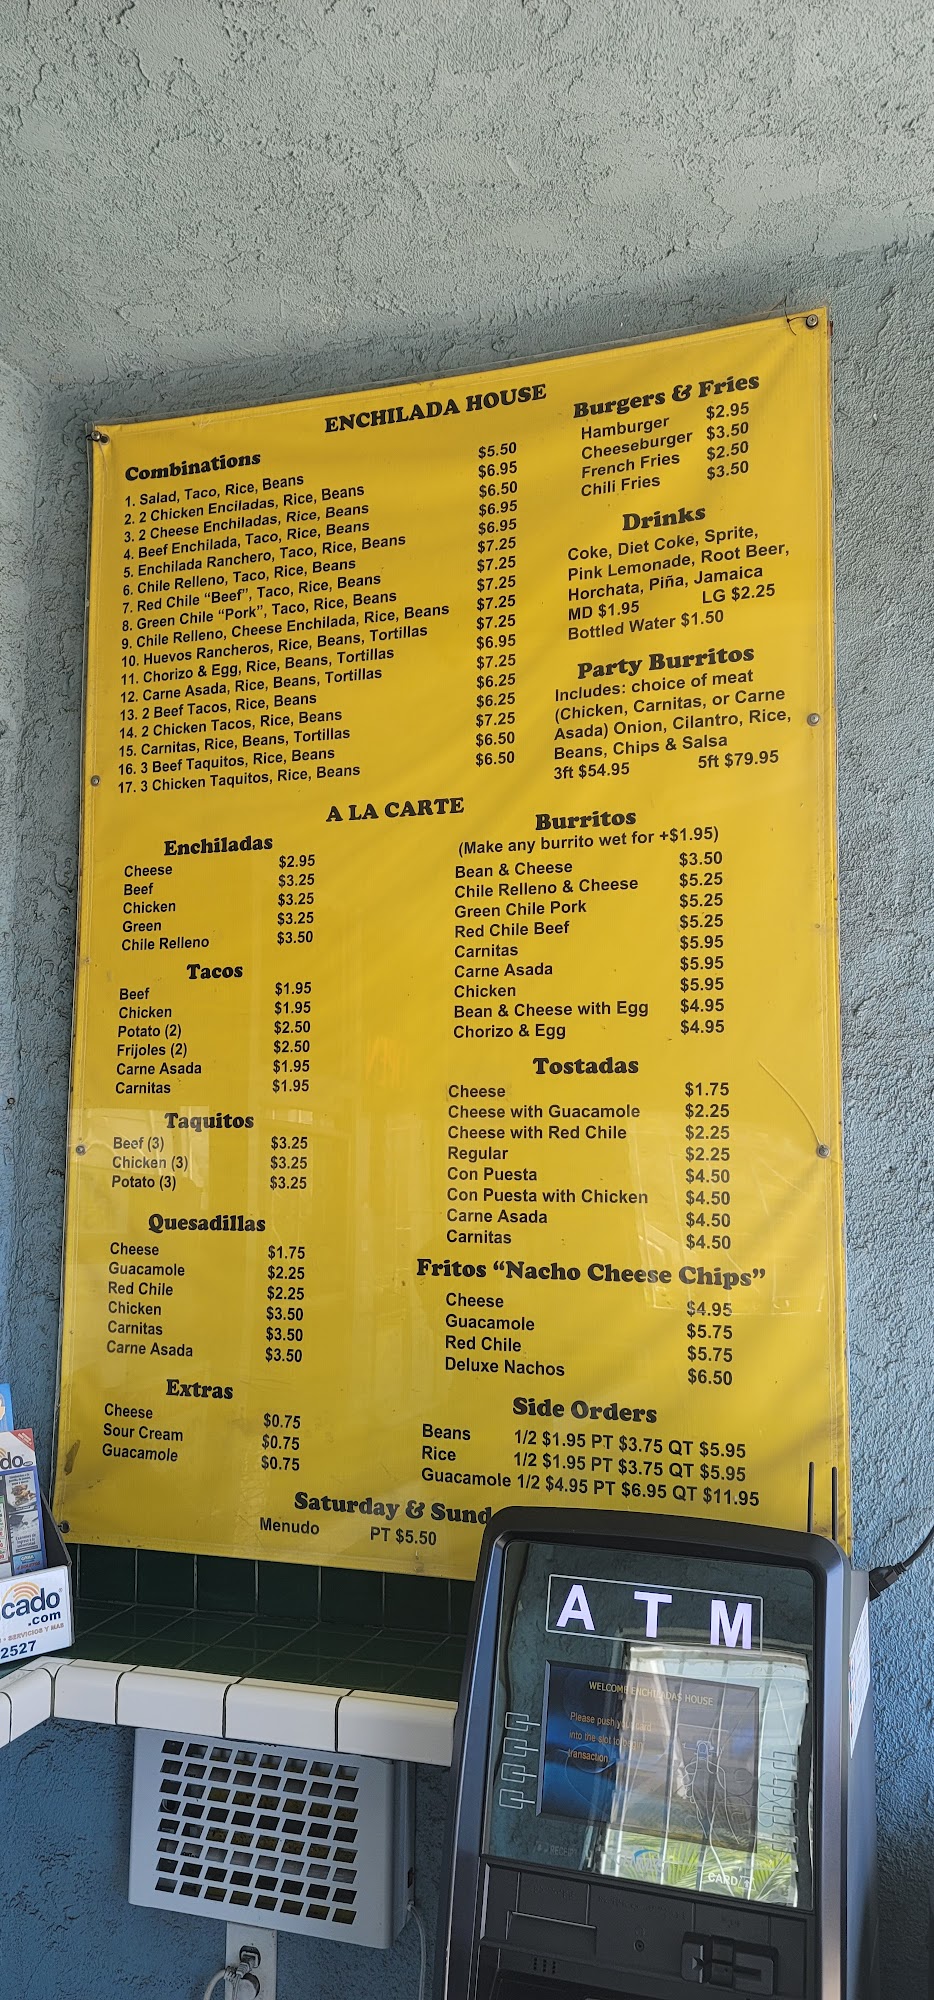 ENCHILADA HOUSE
Combinations
1. Salad, Taco, Rice, Beans $5.50
2. 2 Chicken Enciladas, Rice, Beans $6.95
3. 2 Cheese Enchiladas, Rice, Beans $6.50
4. Beef Enchilada, Taco, Rice, Beans $6.95
5. Enchilada Ranchero, Taco, Rice, Beans $6.95
6. Chile Relleno, Taco, Rice, Beans $7.25
7. Red Chile “Beef”, Taco, Rice, Beans $7.25
8. Green Chile “Pork”, Taco, Rice, Beans $7.25
9. Chile Relleno, Cheese Enchilada, Rice, Beans $7.25
10. Huevos Rancheros, Rice, Beans, Tortillas $7.25
11. Chorizo & Egg, Rice, Beans, Tortillas $6.95
12. Carne Asada, Rice, Beans, Tortillas $7.25
13. 2 Beef Tacos, Rice, Beans $6.25
14. 2 Chicken Tacos, Rice, Beans $6.25
15. Carnitas, Rice, Beans, Tortillas $7.25
16. 3 Beef Taquitos, Rice, Beans $6.50
17. 3 Chicken Taquitos, Rice, Beans $6.50
Burgers & Fries
Hamburger $2.95
Cheeseburger $3.50
French Fries $2.50
Chili Fries $3.50
Drinks
Coke, Diet Coke, Sprite,
Pink Lemonade, Root Beer,
Horchata, Piña, Jamaica
MD $1.95 LG $2.25
Bottled Water $1.50
Party Burritos
Includes: choice of meat
(Chicken, Carnitas, or Carne
Asada) Onion, Cilantro, Rice,
Beans, Chips & Salsa
3ft $54.95 5ft $79.95
A LA CARTE
Enchiladas
Cheese $2.95
Beef $3.25
Chicken $3.25
Green $3.25
Chile Relleno $3.50
Tacos
Beef $1.95
Chicken $1.95
Potato (2) $2.50
Frijoles (2) $2.50
Carne Asada $1.95
Carnitas $1.95
Taquitos
Beef (3) $3.25
Chicken (3) $3.25
Potato (3) $3.25
Quesadillas
Cheese $1.75
Guacamole $2.25
Red Chile $2.25
Chicken $3.50
Carnitas $3.50
Carne Asada $3.50
Extras
Cheese $0.75
Sour Cream $0.75
Guacamole $0.75
Burritos
(Make any burrito wet for +$1.95)
Bean & Cheese $3.50
Chile Relleno & Cheese $5.25
Green Chile Pork $5.25
Red Chile Beef $5.25
Carnitas $5.95
Carne Asada $5.95
Chicken $5.95
Bean & Cheese with Egg $4.95
Chorizo & Egg $4.95
Tostadas
Cheese $1.75
Cheese with Guacamole $2.25
Cheese with Red Chile $2.25
Regular $2.25
Con Puesta $4.50
Con Puesta with Chicken $4.50
Carne Asada $4.50
Carnitas $4.50
Fritos “Nacho Cheese Chips”
Cheese $4.95
Guacamole $5.75
Red Chile $5.75
Deluxe Nachos $6.50
Side Orders
Beans 1/2 $1.95 PT $3.75 QT $5.95
Rice 1/2 $1.95 PT $3.75 QT $5.95
Guacamole 1/2 $4.95 PT $6.95 QT $11.95
Saturday & Sund
Menudo PT $5.50
do
cado
.com
SERVICIOS Y MAS
2527
ATM
WELCOME ENCHILADAS HOUSE
Please push your card
into the slot to begin
transaction
CARD